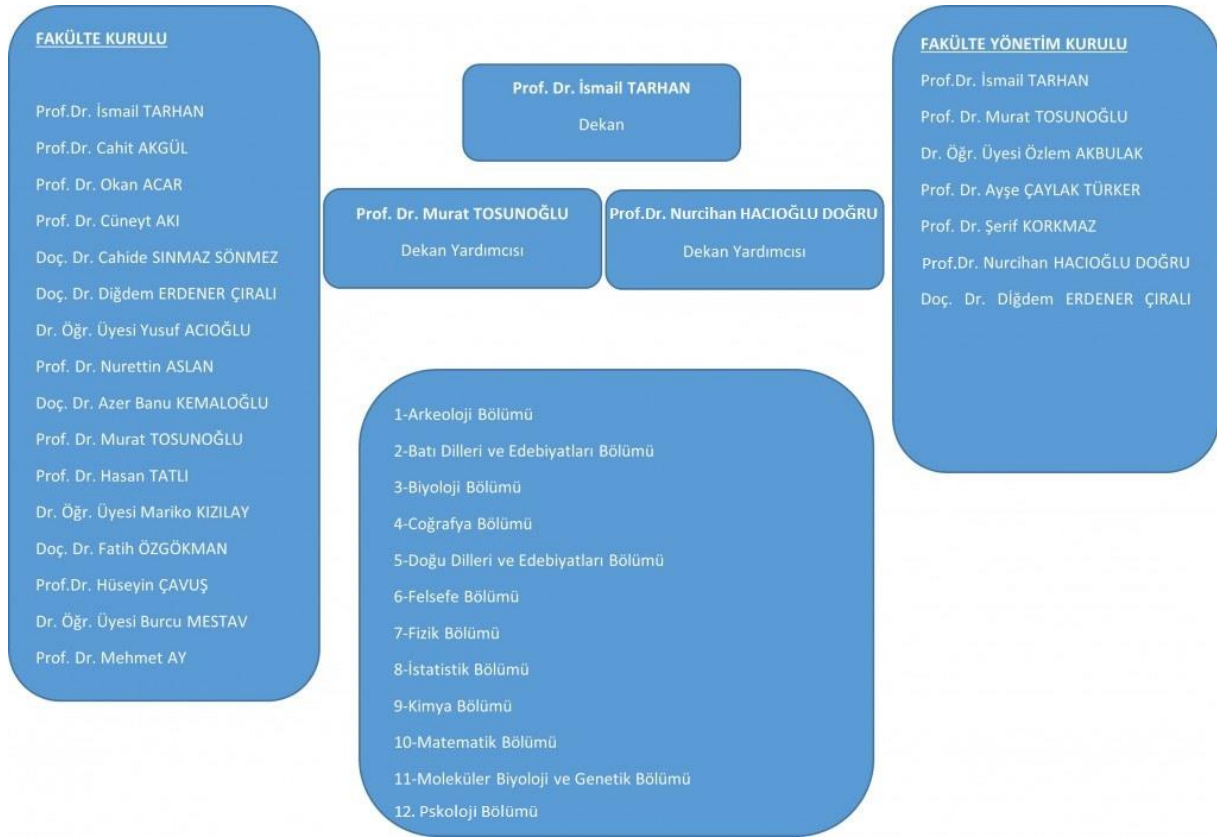 FAKÜLTE KURULU
Prof.Dr. İsmail TARHAN
Prof.Dr. Cahit AKGÜL
Prof. Dr. Okan ACAR
Prof. Dr. Cüneyt AKI
Doç. Dr. Cahide SINMAZ SÖNMEZ
Doç. Dr. Diğdem ERDENER ÇIRALI
Dr. Öğr. Üyesi Yusuf ACIOĞLU
Prof. Dr. Nurettin ASLAN
Doç. Dr. Azer Banu KEMALOĞLU
Prof. Dr. Murat TOSUNOĞLU
Prof. Dr. Hasan TATLI
Dr. Öğr. Üyesi Mariko KIZILAY
Doç. Dr. Fatih ÖZGÖKMAN
Prof.Dr. Hüseyin ÇAVUŞ
Dr. Öğr. Üyesi Burcu MESTAV
Prof. Dr. Mehmet AY
Prof. Dr. İsmail TARHAN
Dekan
Prof. Dr. Murat TOSUNOĞLU
Dekan Yardımcısı
Prof.Dr. Nurcihan HACIOĞLU DOĞRU
Dekan Yardımcısı
FAKÜLTE YÖNETİM KURULU
Prof.Dr. İsmail TARHAN
Prof. Dr. Murat TOSUNOĞLU
Dr. Öğr. Üyesi Özlem AKBULAK
Prof. Dr. Ayşe ÇAYLAK TÜRKER
Prof. Dr. Şerif KORKMAZ
Prof.Dr. Nurcihan HACIOĞLU DOĞRU
Doç. Dr. Dİğdem ERDENER ÇIRALI
1-Arkeoloji Bölümü
2-Batı Dilleri ve Edebiyatları Bölümü
3-Biyoloji Bölümü
4-Coğrafya Bölümü
5-Doğu Dilleri ve Edebiyatları Bölümü
6-Felsefe Bölümü
7-Fizik Bölümü
8-İstatistik Bölümü
9-Kimya Bölümü
10-Matematik Bölümü
11-Moleküler Biyoloji ve Genetik Bölümü
12. Pskoloji Bölümü